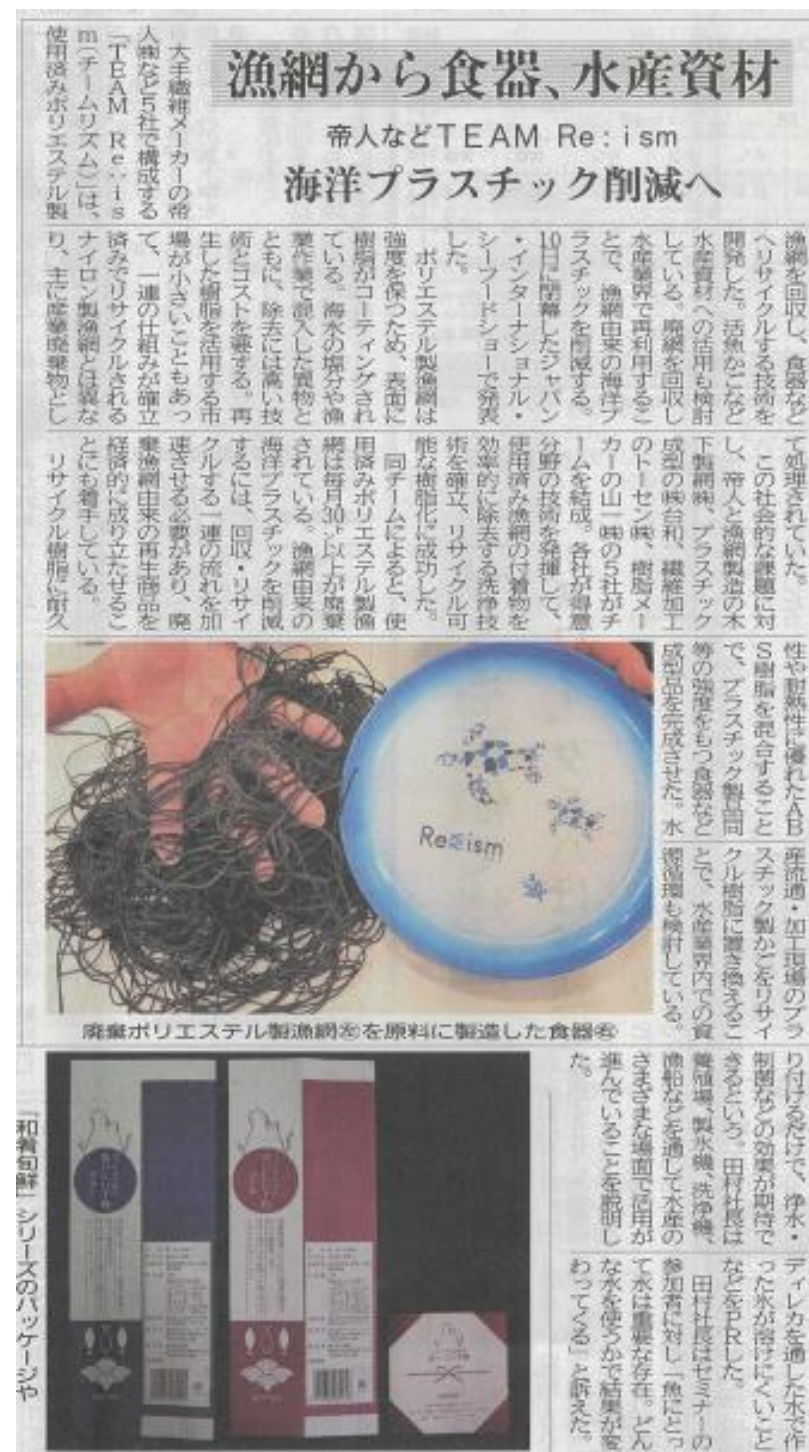 漁網から食器、水産資材
帝人などTEAM Re:ism
海洋プラスチック削減へ
大手繊維メーカーの帝
人㈱など5社で構成する
「TEAM Re:is
m(チームリズム)」は、
使用済みポリエステル製
漁網を回収し、食器など
へリサイクルする技術を
開発した。活魚かごなど
水産資材への活用も検討
している。廃網を回収し
水産業界で再利用するこ
とで、漁網由来の海洋プ
ラスチックを削減する。
10日に閉幕したジャパン
・インターナショナル・
シーフードショーで発表
した。
ポリエステル製漁網は
強度を保つため、表面に
樹脂がコーティングされ
ている。海水の塩分や漁
業作業で混入した異物と
ともに、除去には高い技
術とコストを要する。再
生した樹脂を活用する市
場が小さいこともあっ
て、一連の仕組みが確立
済みでリサイクルされる
ナイロン製漁網とは異な
り、主に産業廃棄物とし
て処理されていた。
この社会的な課題に対
し、帝人と漁網製造の木
下製網㈱、プラスチック
成型の㈱台和、繊維加工
のトーセン㈱、樹脂メー
カーの山一㈱の5社がチ
ームを結成。各社が得意
分野の技術を発揮して、
使用済み漁網の付着物を
効率的に除去する洗浄技
術を確立、リサイクル可
能な樹脂化に成功した。
同チームによると、使
用済みポリエステル製漁
網は毎月30㌧以上が廃棄
されている。漁網由来の
海洋プラスチックを削減
するには、回収・リサイ
クルする一連の流れを加
速させる必要があり、廃
棄漁網由来の再生商品を
経済的に成り立たせるこ
とにも着手している。
リサイクル樹脂に耐久
性や耐熱性に優れたAB
S樹脂を混合すること
で、プラスチック製品同
等の強度をもつ食器など
成型品を完成させた。水
産流通・加工現場のプラ
スチック製かごをリサイ
クル樹脂に置き換えるこ
とで、水産業界内での資
源循環も検討している。
Re:ism
廃棄ポリエステル製漁網㊧を原料に製造した食器㊨
り付けるだけで、浄水・
制菌などの効果が期待で
きるという。田村社長は
養殖場、製氷機、洗浄機、
漁船などを通して水産の
さまざまな場面で活用が
進んでいることを説明し
た。
ディレカを通した水で作
った氷が溶けにくいこと
などをPRした。
田村社長はセミナーの
参加者に対し「魚にとっ
て水は重要な存在。どん
な水を使うかで結果が変
わってくる」と訴えた。
「和肴旬鮮」シリーズのパッケージや